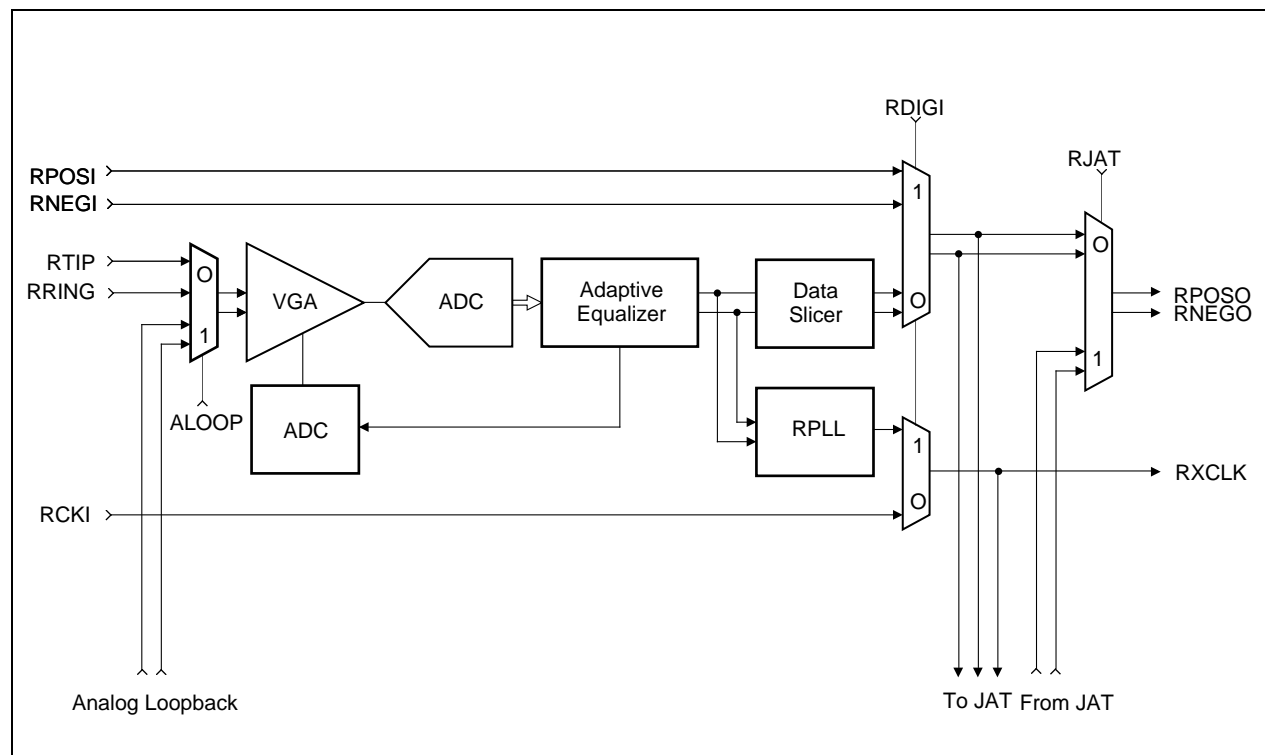 RDIGI
RJAT
RPOSI
RNEGI
1
O
RTIP
RRING
O
1
VGA
ADC
Adaptive
Equalizer
Data
Slicer
O
RPOSO
RNEGO
1
ALOOP
ADC
RPLL
1
O
RXCLK
RCKI
Analog Loopback
To JAT
From JAT